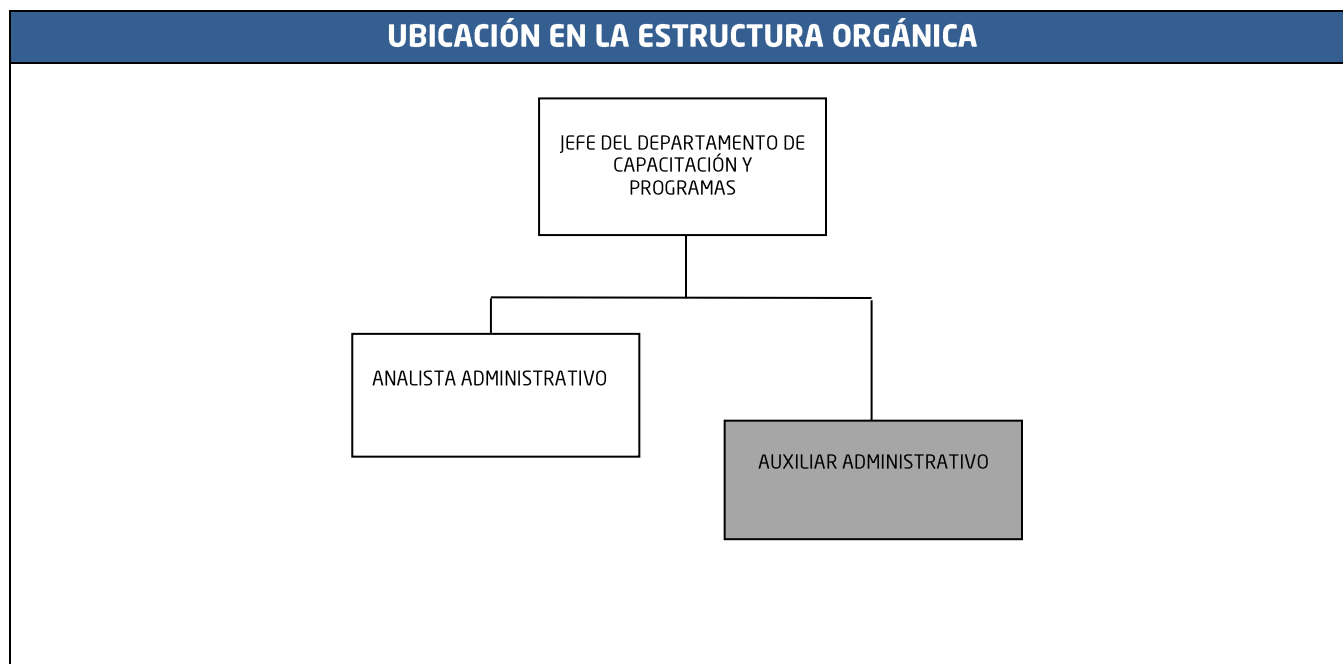 UBICACIÓN EN LA ESTRUCTURA ORGÁNICA
JEFE DEL DEPARTAMENTO DE
CAPACITACIÓN Y
PROGRAMAS
ANALISTA ADMINISTRATIVO
AUXILIAR ADMINISTRATIVO